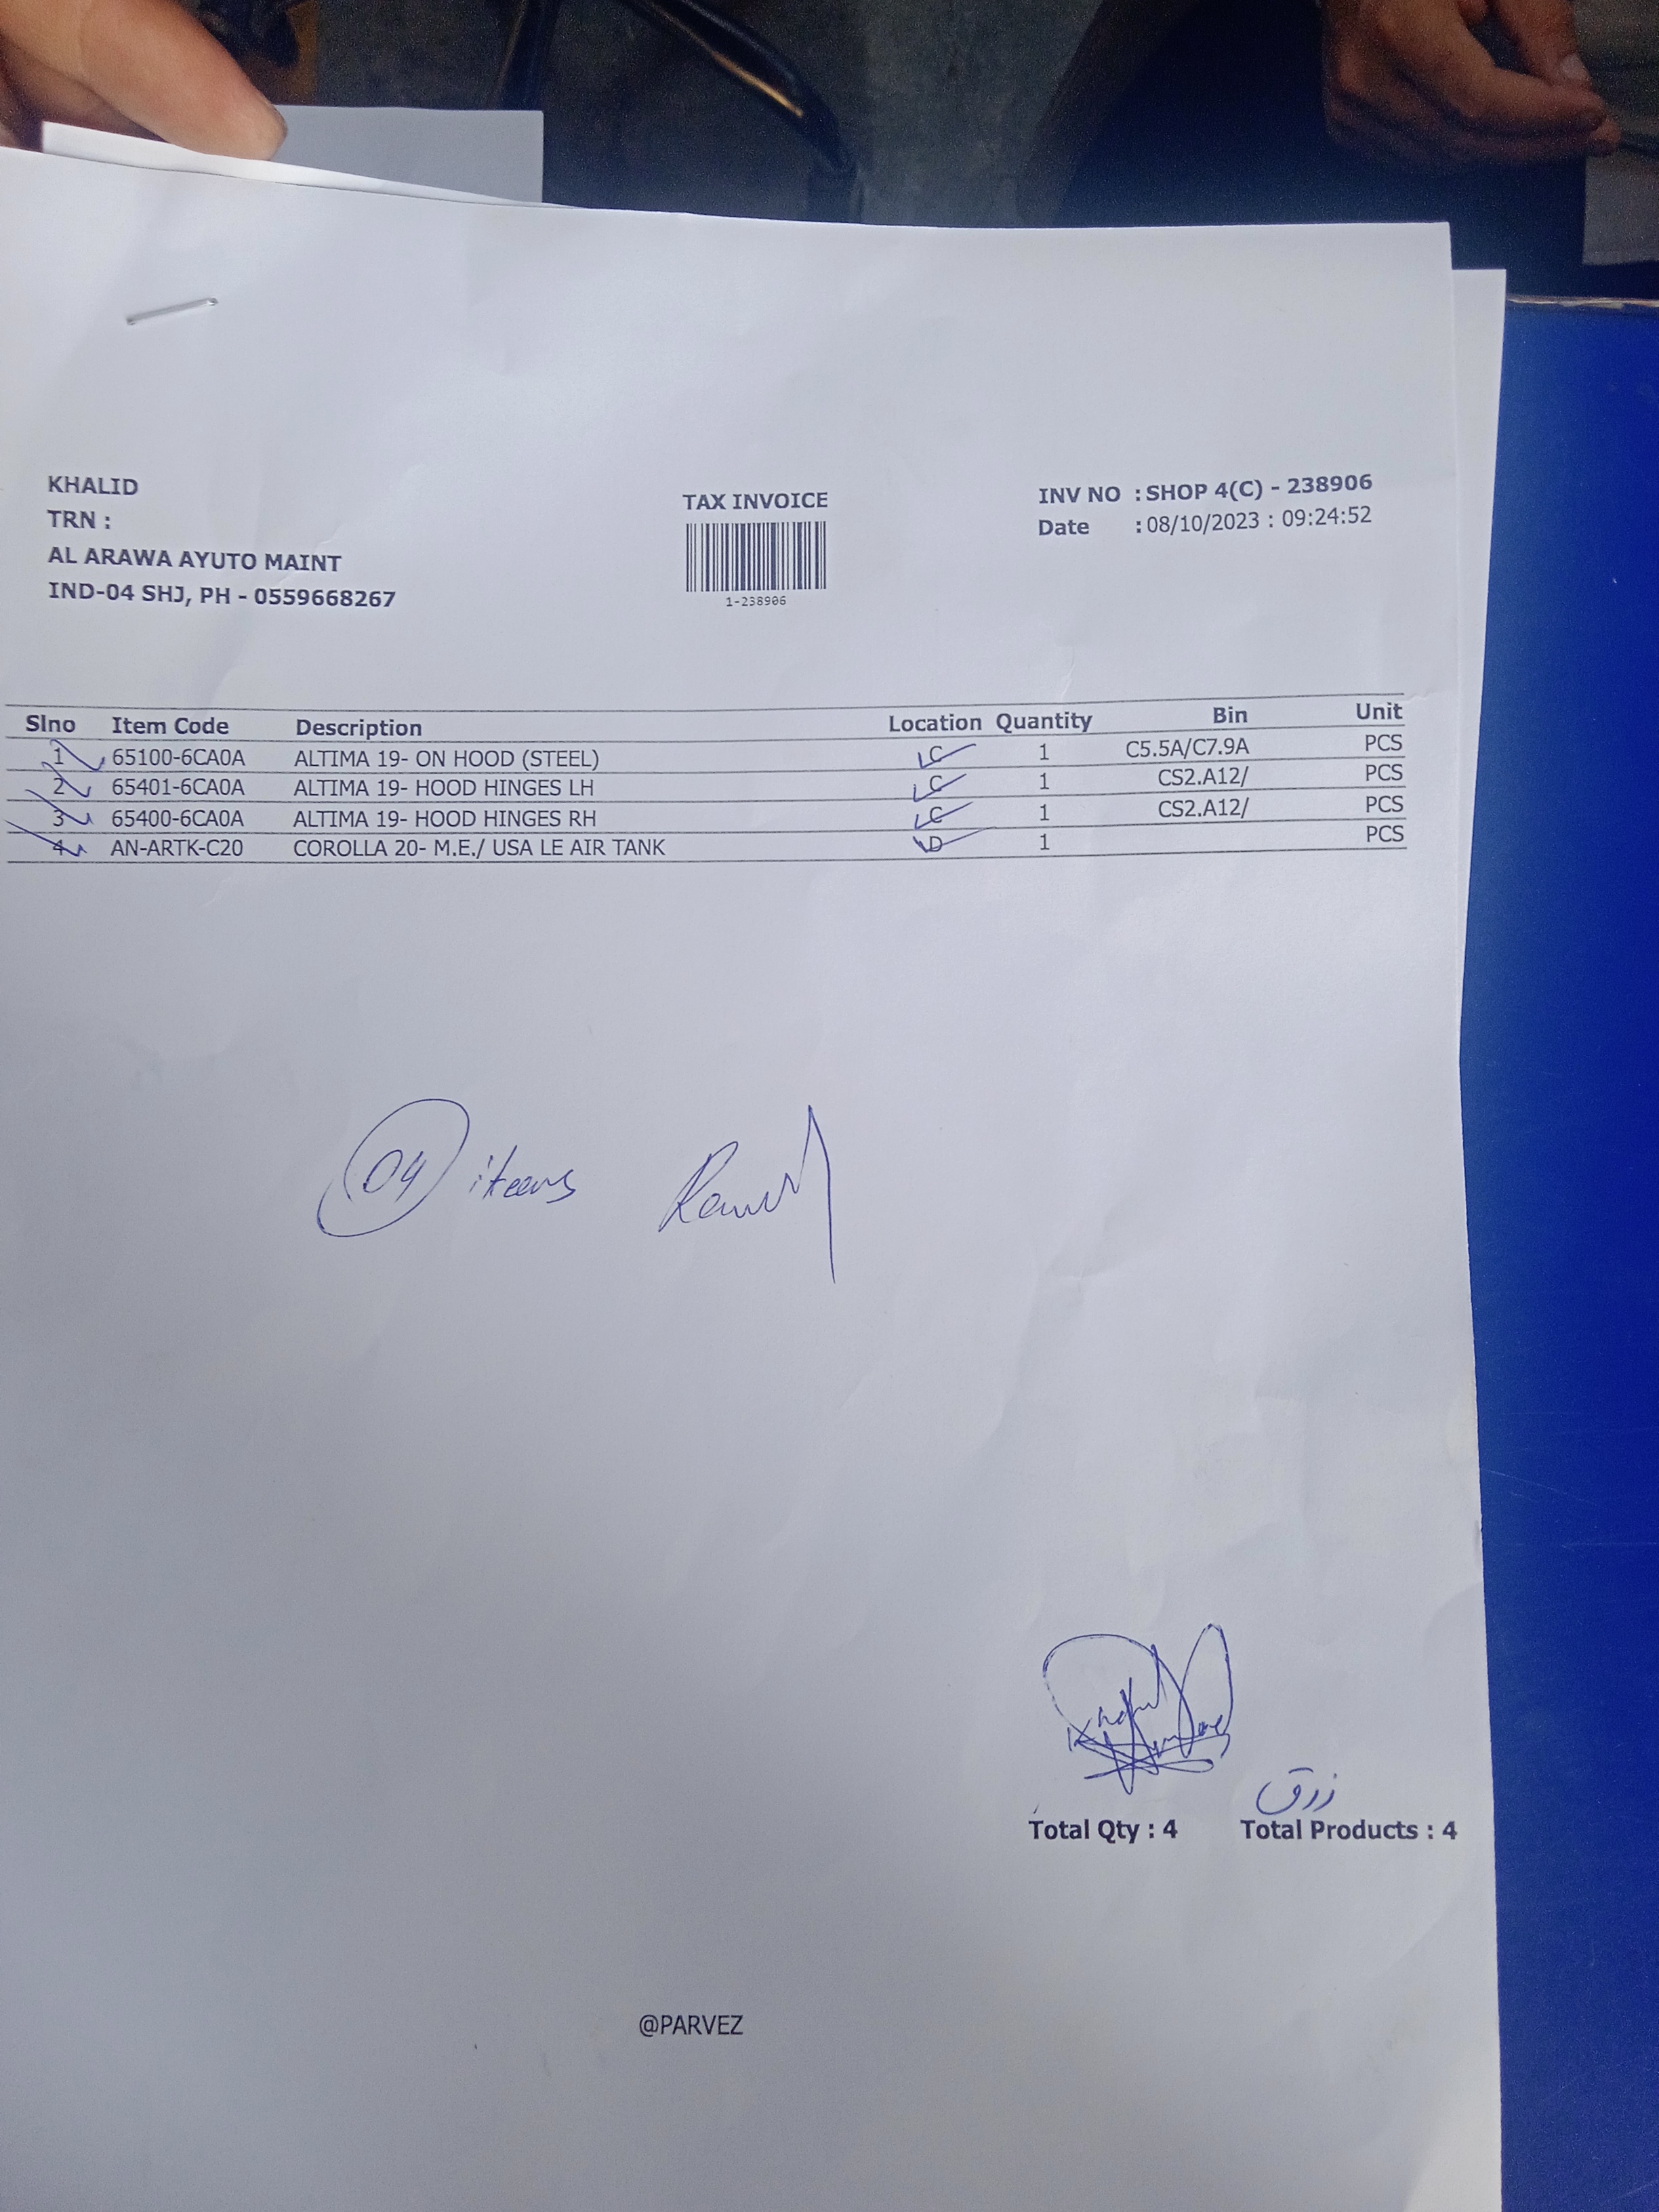 KHALID
TRN :
AL ARAWA AYUTO MAINT
IND-04 SHJ, PH - 0559668267
TAX INVOICE
1-238906
INV NO : SHOP 4(C) - 238906
Date : 08/10/2023 : 09:24:52
Slno Item Code Description Location Quantity Bin Unit
1 65100-6CA0A ALTIMA 19- ON HOOD (STEEL) C 1 C5.5A/C7.9A PCS
2 65401-6CA0A ALTIMA 19- HOOD HINGES LH C 1 CS2.A12/ PCS
3 65400-6CA0A ALTIMA 19- HOOD HINGES RH C 1 CS2.A12/ PCS
4 AN-ARTK-C20 COROLLA 20- M.E./ USA LE AIR TANK D 1 PCS
04 items
زرق
Total Qty : 4 Total Products : 4
@PARVEZ